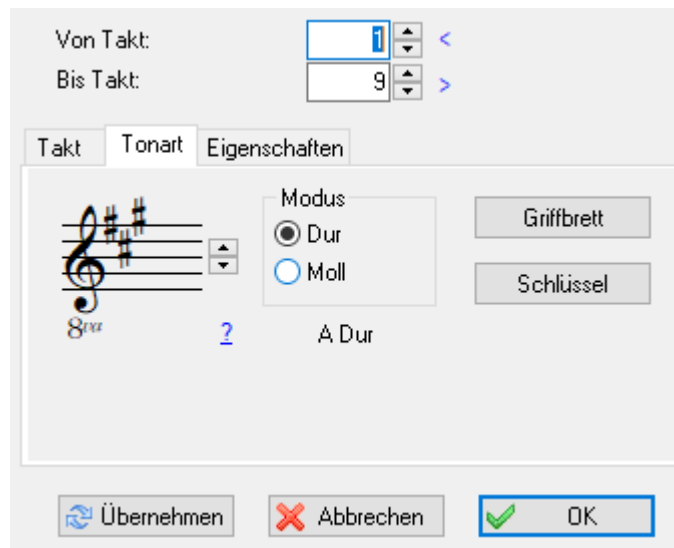 Von Takt: 1 <
Bis Takt: 9 >
Takt Tonart Eigenschaften
Modus
Dur
Moll
Griffbrett
Schlüssel
8va
?
A Dur
Übernehmen Abbrechen OK